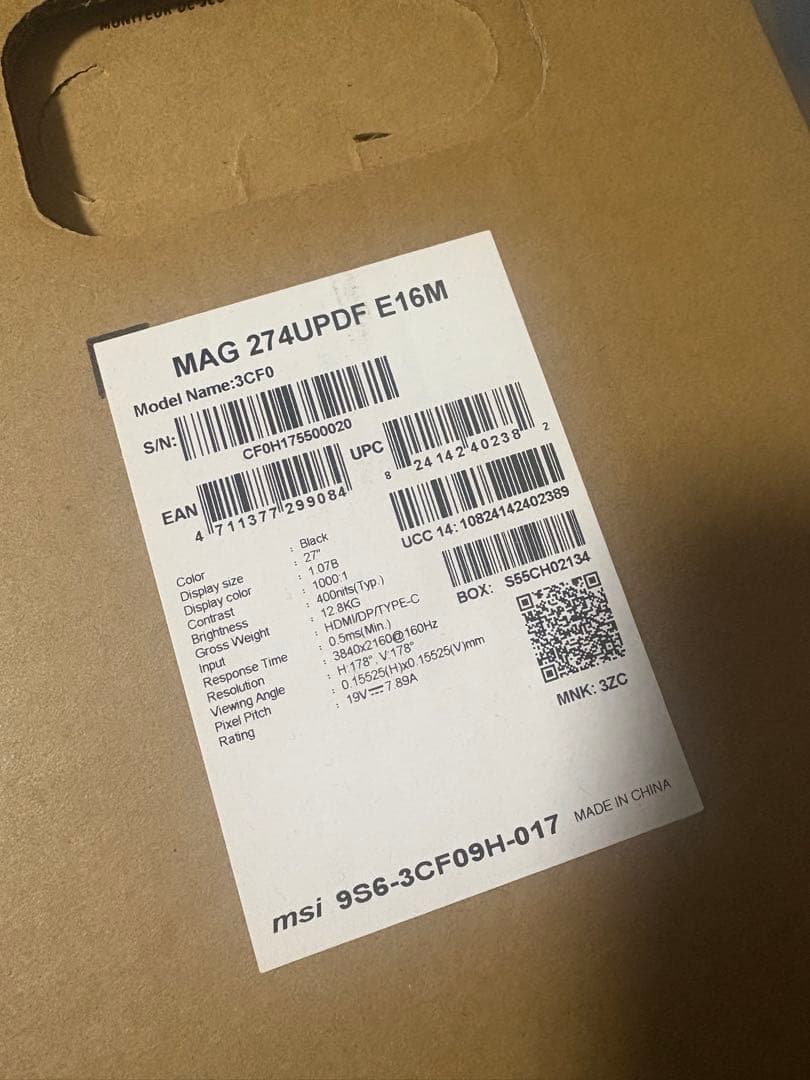 MONITEUR DE
MAG 274UPDF E16M
Model Name:3CF0
S/N:
CF0H175500020
EAN
4 711377 299084
UPC
8 24142 40238 2
UCC 14: 10824142402389
BOX: S55CH02134
Color : Black
Display size : 27"
Display color : 1.07B
Contrast : 1000:1
Brightness : 400nits(Typ.)
Gross Weight : 12.8KG
Input : HDMI/DP/TYPE-C
Response Time : 0.5ms(Min.)
Resolution : 3840x2160@160Hz
Viewing Angle : H:178°, V:178°
Pixel Pitch : 0.15525(H)x0.15525(V)mm
Rating : 19V⎓7.89A
MNK: 3ZC
msi 9S6-3CF09H-017 MADE IN CHINA